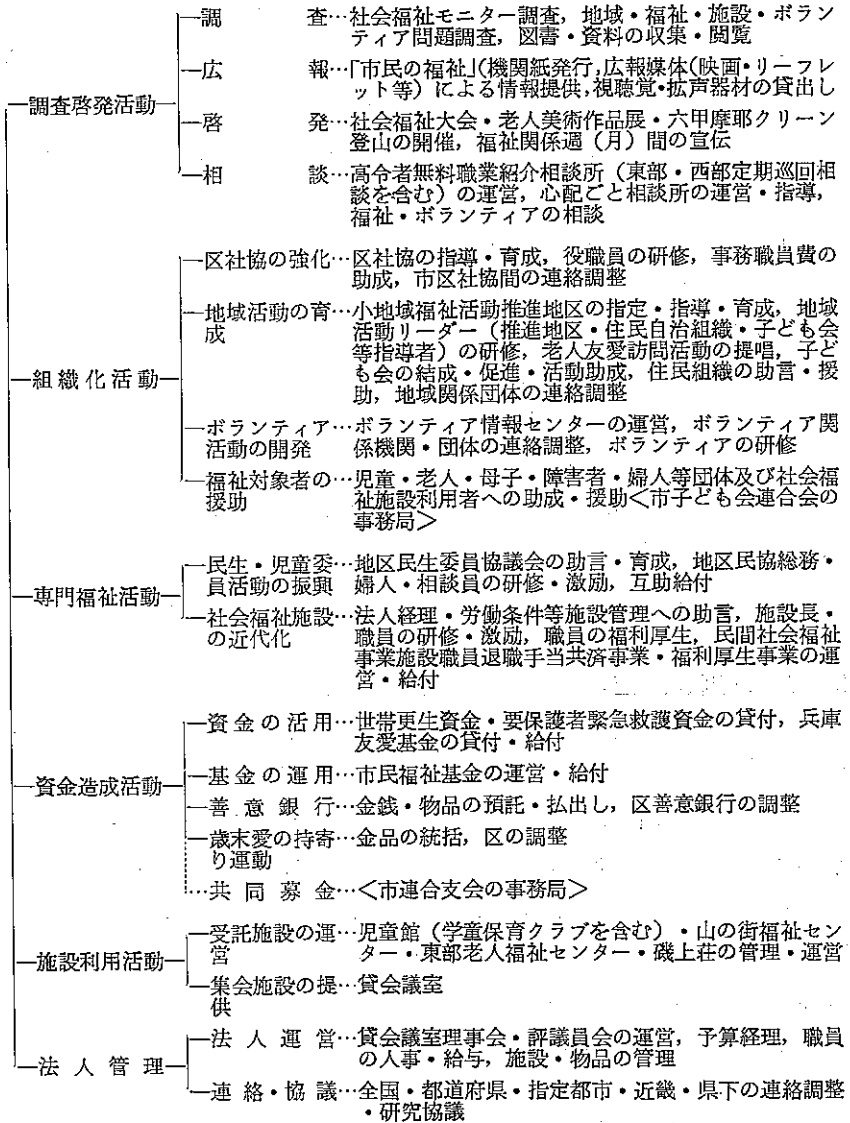 調査…社会福祉モニター調査，地域・福祉・施設・ボラン
ティア問題調査，図書・資料の収集・閲覧
広報…「市民の福祉」(機関紙発行,広報媒体(映画・リーフレ
ット等）による情報提供,視聴覚・拡声器材の貸出し
調査啓発活動
啓発…社会福祉大会・老人美術作品展・六甲摩耶クリーン
登山の開催，福祉関係週（月）間の宣伝
相談…高令者無料職業紹介相談所（東部・西部定期巡回相
談を含む）の運営，心配ごと相談所の運営・指導，
福祉・ボランティアの相談
区社協の強化…区社協の指導・育成，役職員の研修，事務職員費の
助成，市区社協間の連絡調整
地域活動の育…小地域福祉活動推進地区の指定・指導・育成，地域
成　活動リーダー（推進地区・住民自治組織・子ども会
等指導者）の研修，老人友愛訪問活動の提唱，子ど
組織化活動　も会の結成・促進・活動助成，住民組織の助言・援
助，地域関係団体の連絡調整
ボランティア…ボランティア情報センターの運営，ボランティア関
活動の開発　係機関・団体の連絡調整，ボランティアの研修
福祉対象者の…児童・老人・母子・障害者・婦人等団体及び社会福
援助　祉施設利用者への助成・援助＜市子ども会連合会の
事務局＞
民生・児童委…地区民生委員協議会の助言・育成，地区民協総務・
員活動の振興　婦人・相談員の研修・激励，互助給付
専門福祉活動
社会福祉施設…法人経理・労働条件等施設管理への助言，施設長・
の近代化　職員の研修・激励，職員の福利厚生，民間社会福祉
事業施設職員退職手当共済事業・福利厚生事業の運
営・給付
資金の活用…世帯更生資金・要保護者緊急救護資金の貸付，兵庫
友愛基金の貸付・給付
基金の運用…市民福祉基金の運営・給付
資金造成活動
善意銀行…金銭・物品の預託・払出し，区善意銀行の調整
歳末愛の持寄…金品の統括，区の調整
り運動
共同募金…＜市連合支会の事務局＞
受託施設の運…児童館（学童保育クラブを含む）・山の街福祉セン
営　ター・東部老人福祉センター・磯上荘の管理・運営
施設利用活動
集会施設の提…貸会議室
供
法人運営…貸会議室理事会・評議員会の運営，予算経理，職員
の人事・給与，施設・物品の管理
法人管理
連絡・協議…全国・都道府県・指定都市・近畿・県下の連絡調整
・研究協議